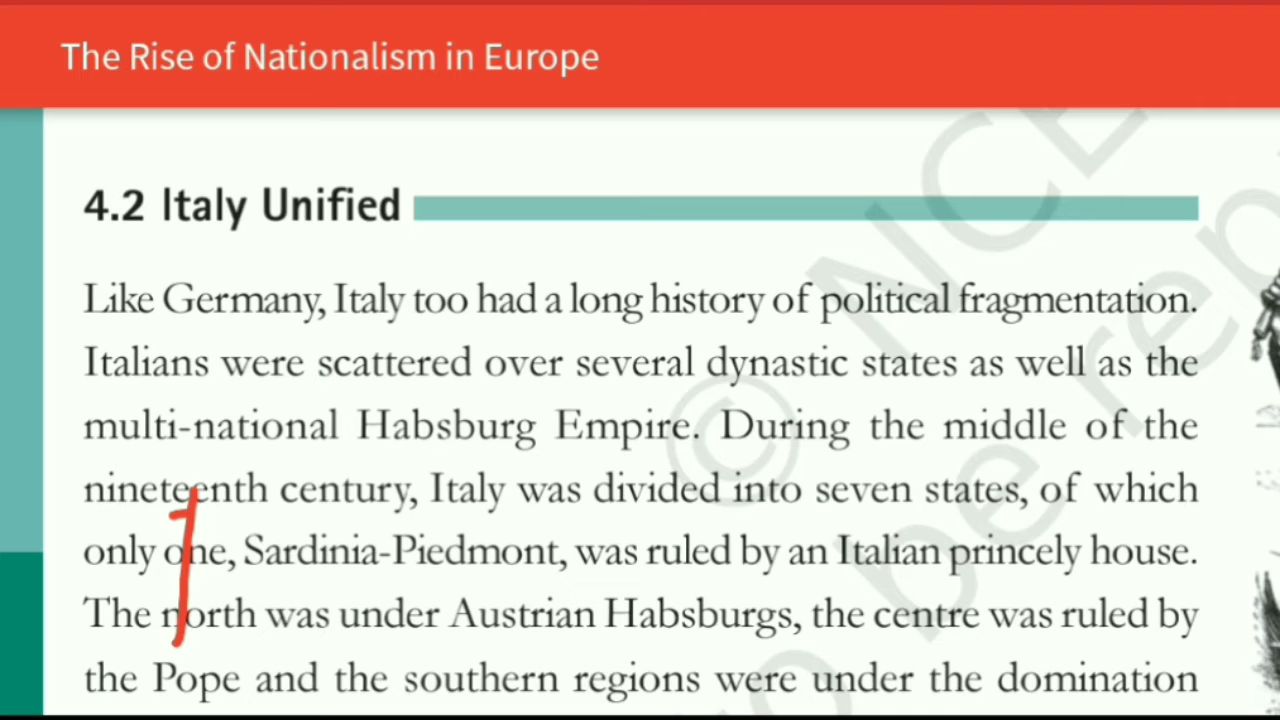 The Rise of Nationalism in Europe
4.2 Italy Unified
Like Germany, Italy too had a long history of political fragmentation.
Italians were scattered over several dynastic states as well as the
multi-national Habsburg Empire. During the middle of the
nineteenth century, Italy was divided into seven states, of which
only one, Sardinia-Piedmont, was ruled by an Italian princely house.
The north was under Austrian Habsburgs, the centre was ruled by
the Pope and the southern regions were under the domination
© NCE
be rep